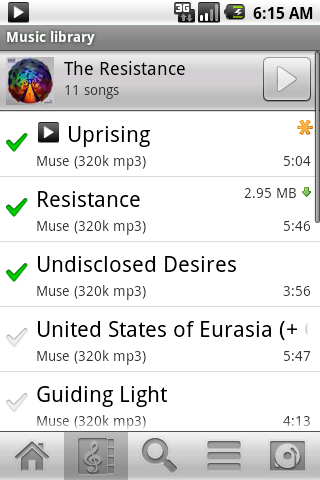 3G
6:15 AM
Music library
The Resistance
11 songs
Uprising
Muse (320k mp3)
5:04
Resistance
2.95 MB
Muse (320k mp3)
5:46
Undisclosed Desires
Muse (320k mp3)
3:56
United States of Eurasia (+
Muse (320k mp3)
5:47
Guiding Light
Muse (320k mp3)
4:13